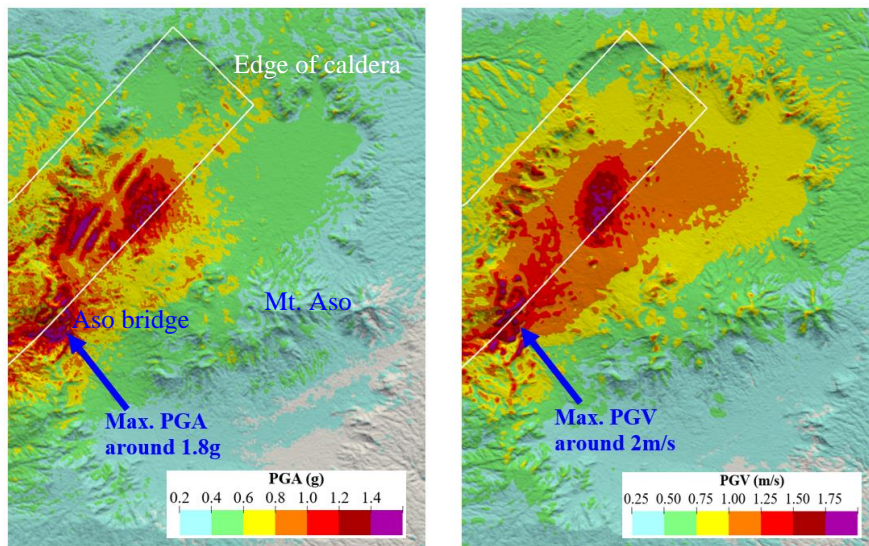 Edge of caldera
Mt. Aso
Aso bridge
Max. PGA
around 1.8g
PGA (g)
0.2 0.4 0.6 0.8 1.0 1.2 1.4
Max. PGV
around 2m/s
PGV (m/s)
0.25 0.50 0.75 1.00 1.25 1.50 1.75